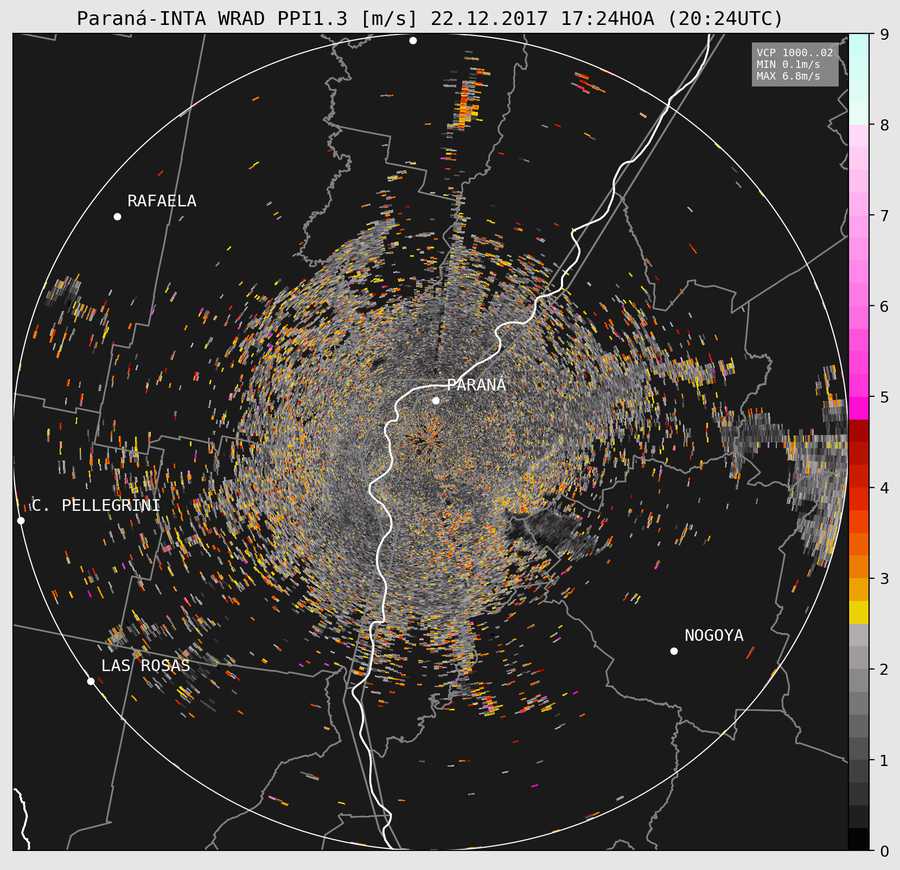 Paraná-INTA WRAD PPI1.3 [m/s] 22.12.2017 17:24HOA (20:24UTC)
VCP 1000..02
MIN 0.1m/s
MAX 6.8m/s
RAFAELA
PARANÁ
C. PELLEGRINI
NOGOYA
LAS ROSAS
9
8
7
6
5
4
3
2
1
0